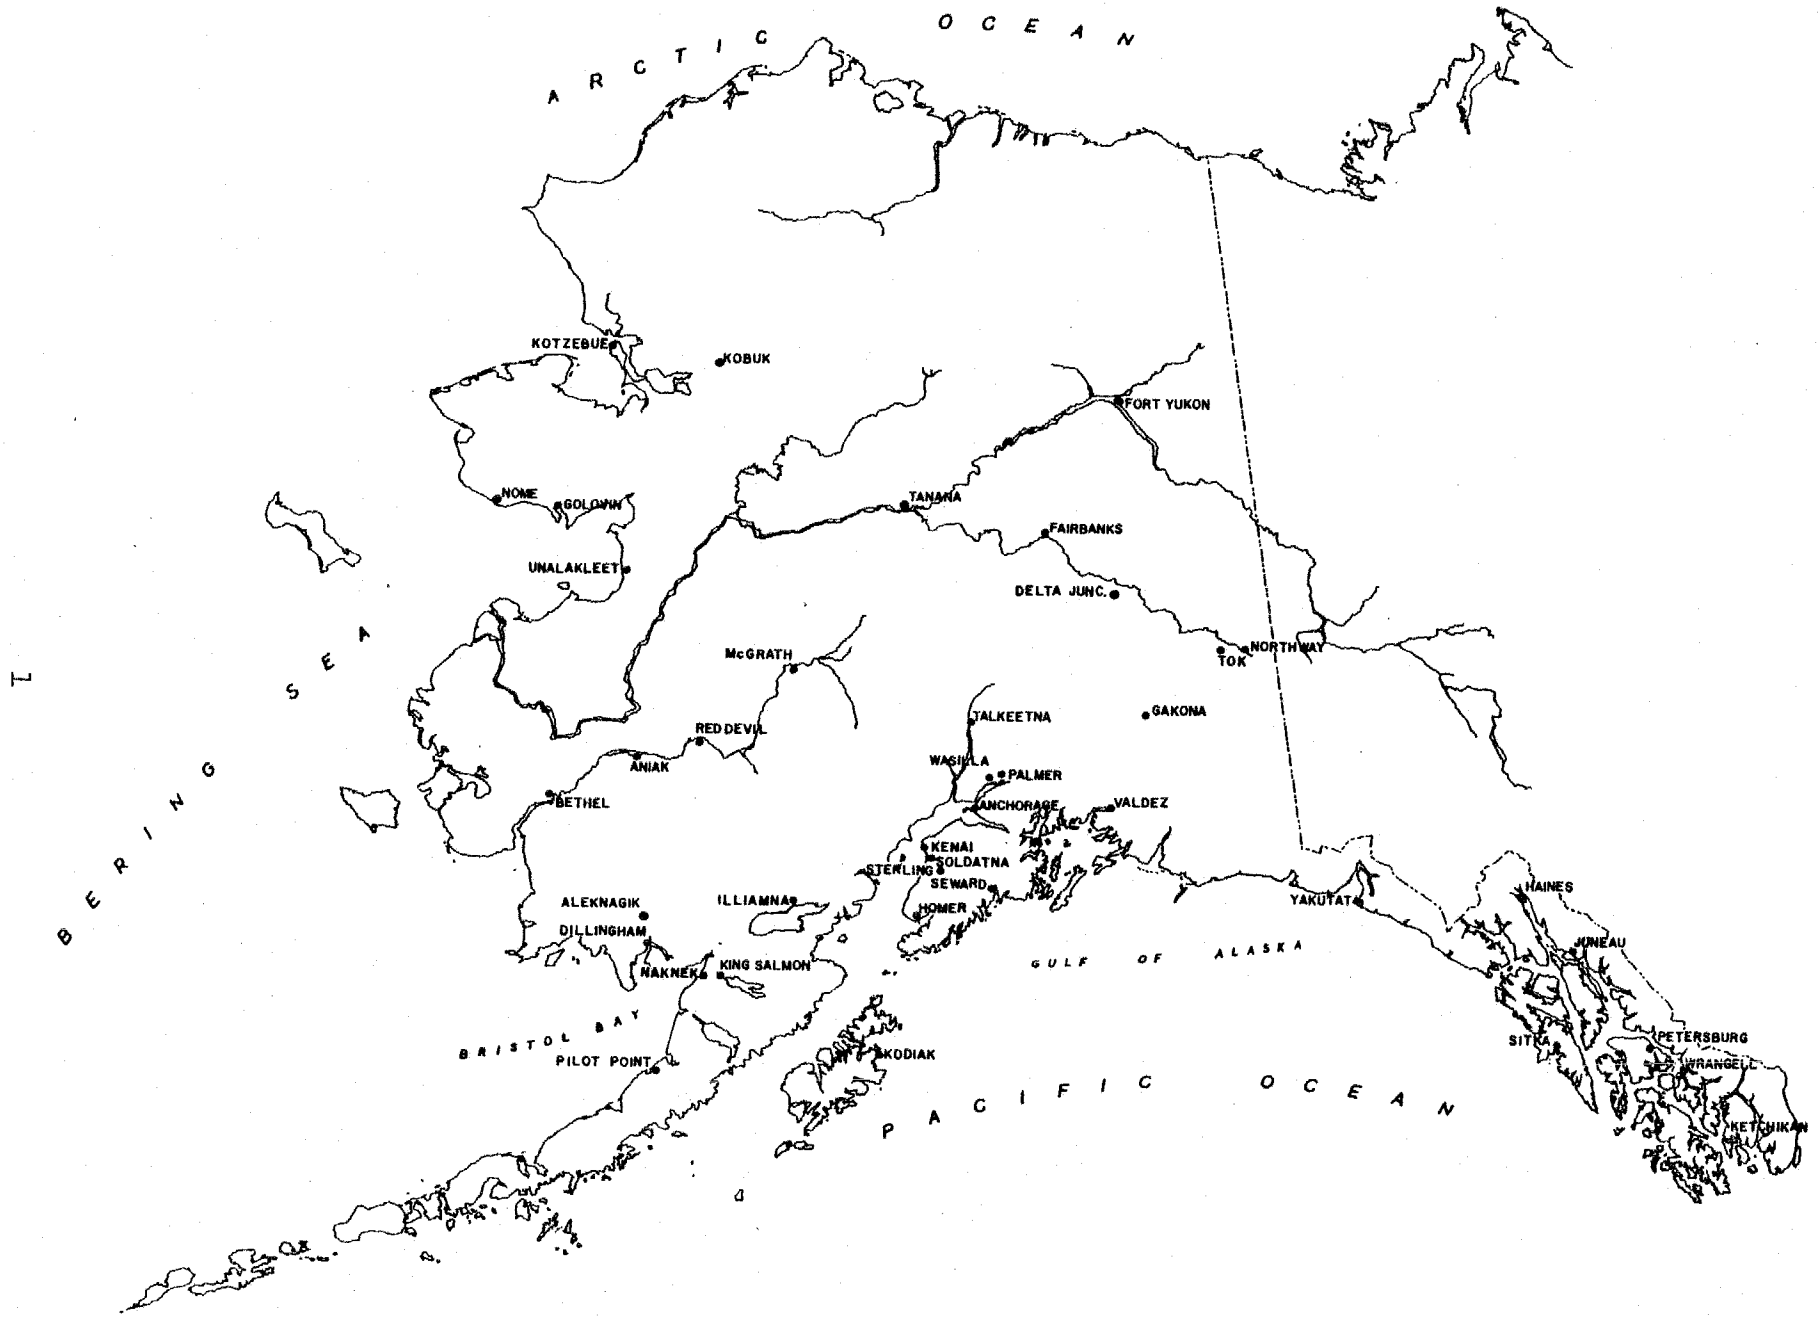 ARCTIC OCEAN
KOTZEBUE
KOBUK
FORT YUKON
NOME
GOLOVIN
TANANA
FAIRBANKS
UNALAKLEET
DELTA JUNC.
BERING SEA
McGRATH
TOK
NORTHWAY
RED DEVIL
TALKEETNA
GAKONA
ANIAK
WASILLA
PALMER
BETHEL
ANCHORAGE
VALDEZ
KENAI
SOLDATNA
STERLING
SEWARD
ALEKNAGIK
ILLIAMNA
HOMER
YAKUTAT
HAINES
DILLINGHAM
JUNEAU
NAKNEK
KING SALMON
GULF OF ALASKA
BRISTOL BAY
PILOT POINT
KODIAK
SITKA
PETERSBURG
WRANGELL
PACIFIC OCEAN
KETCHIKAN